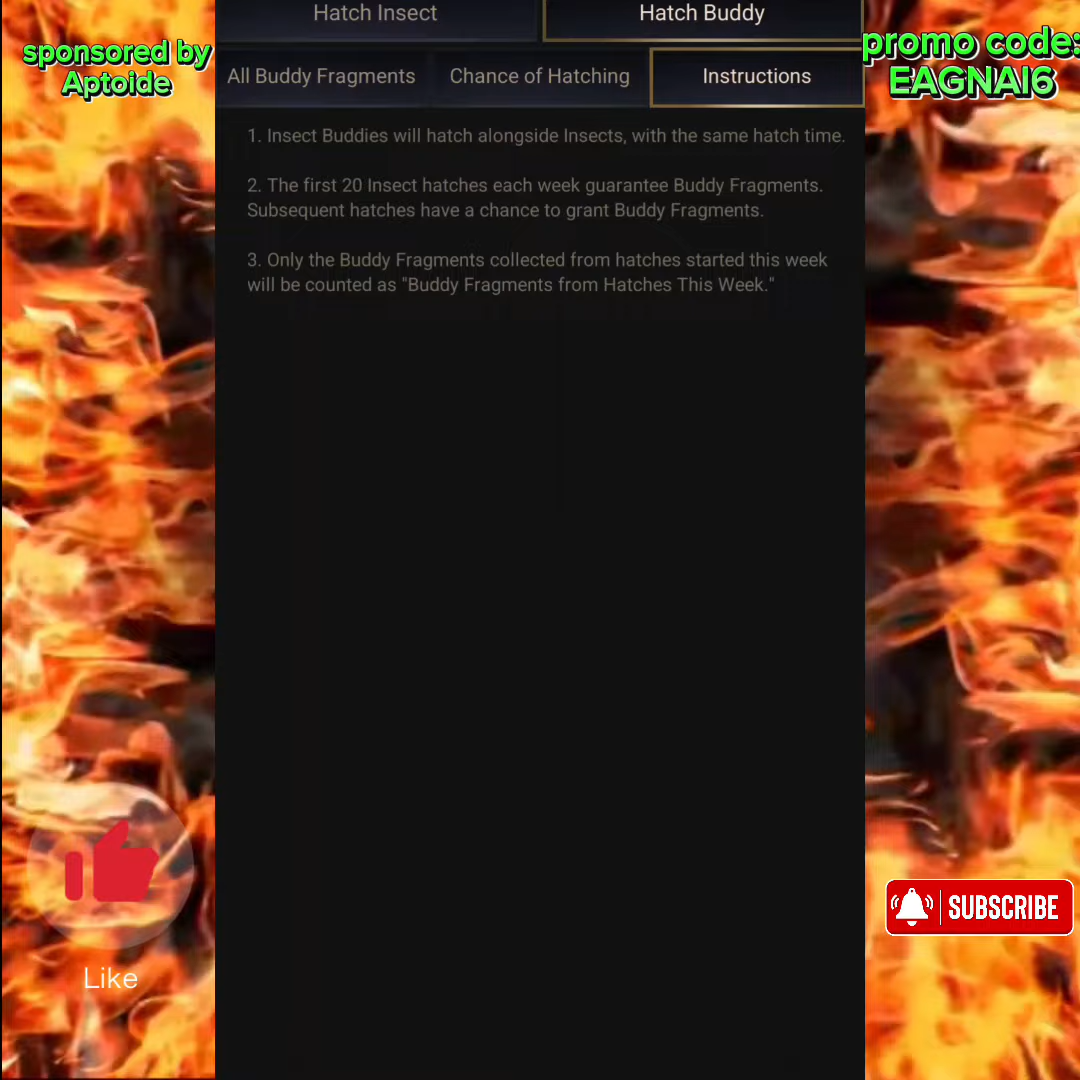 Hatch Insect
Hatch Buddy
sponsored by
Aptoide
promo code:
EAGNAI6
All Buddy Fragments
Chance of Hatching
Instructions
1. Insect Buddies will hatch alongside Insects, with the same hatch time.
2. The first 20 Insect hatches each week guarantee Buddy Fragments.
Subsequent hatches have a chance to grant Buddy Fragments.
3. Only the Buddy Fragments collected from hatches started this week
will be counted as "Buddy Fragments from Hatches This Week."
SUBSCRIBE
Like